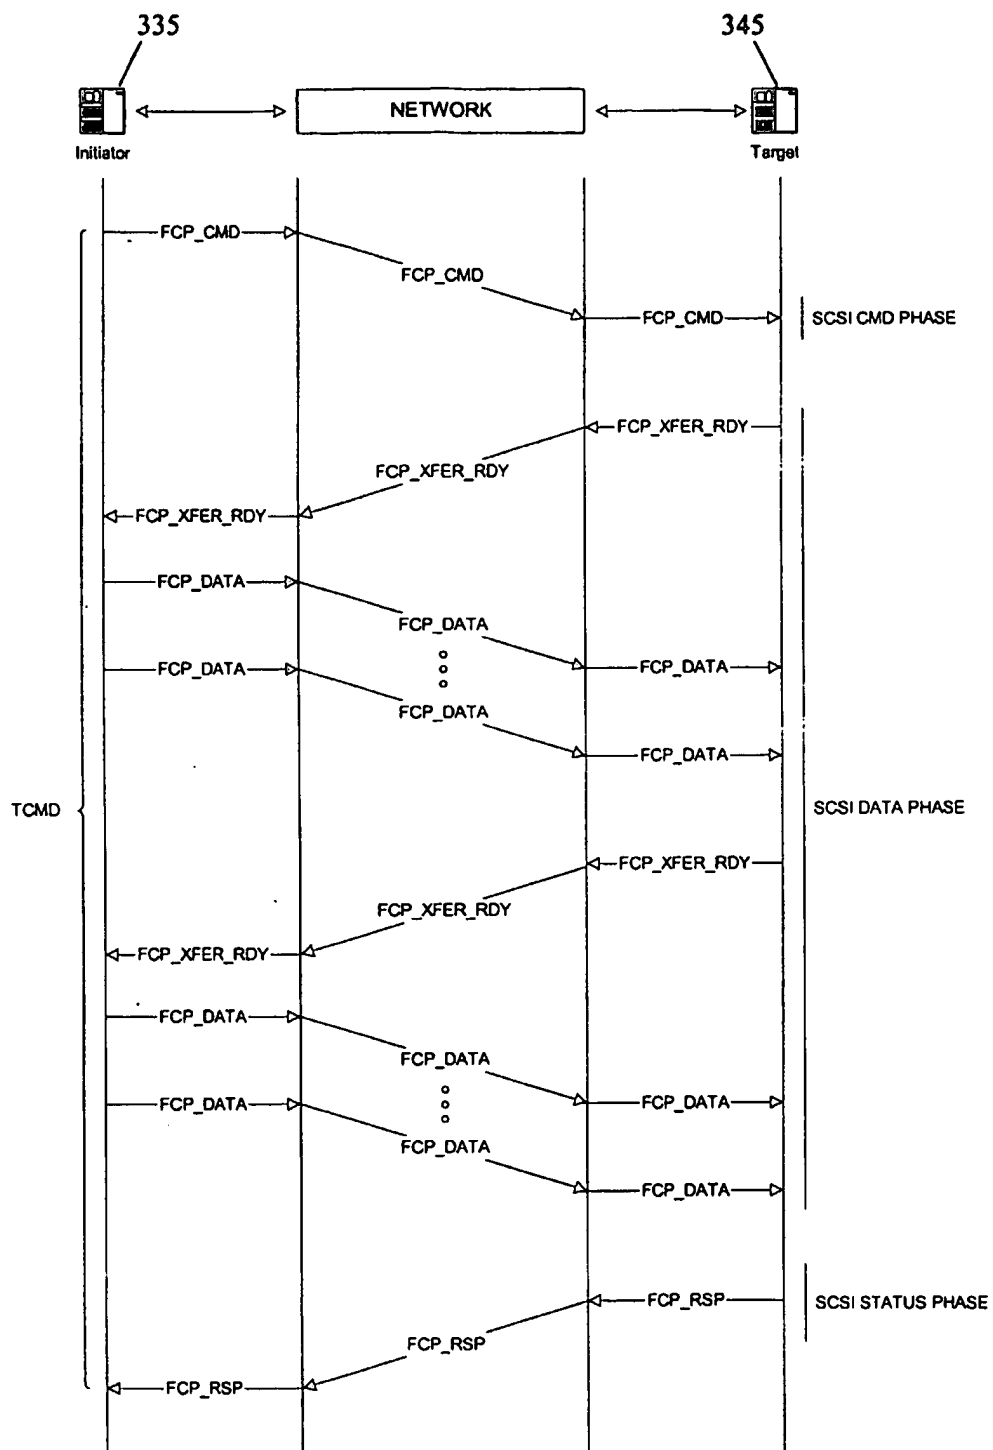 335 345
NETWORK
Initiator Target
FCP_CMD
FCP_CMD
FCP_CMD SCSI CMD PHASE
FCP_XFER_RDY
FCP_XFER_RDY
FCP_XFER_RDY
FCP_DATA
FCP_DATA
FCP_DATA FCP_DATA
FCP_DATA
FCP_DATA
TCMD SCSI DATA PHASE
FCP_XFER_RDY
FCP_XFER_RDY
FCP_XFER_RDY
FCP_DATA
FCP_DATA
FCP_DATA FCP_DATA
FCP_DATA
FCP_DATA
FCP_RSP SCSI STATUS PHASE
FCP_RSP
FCP_RSP